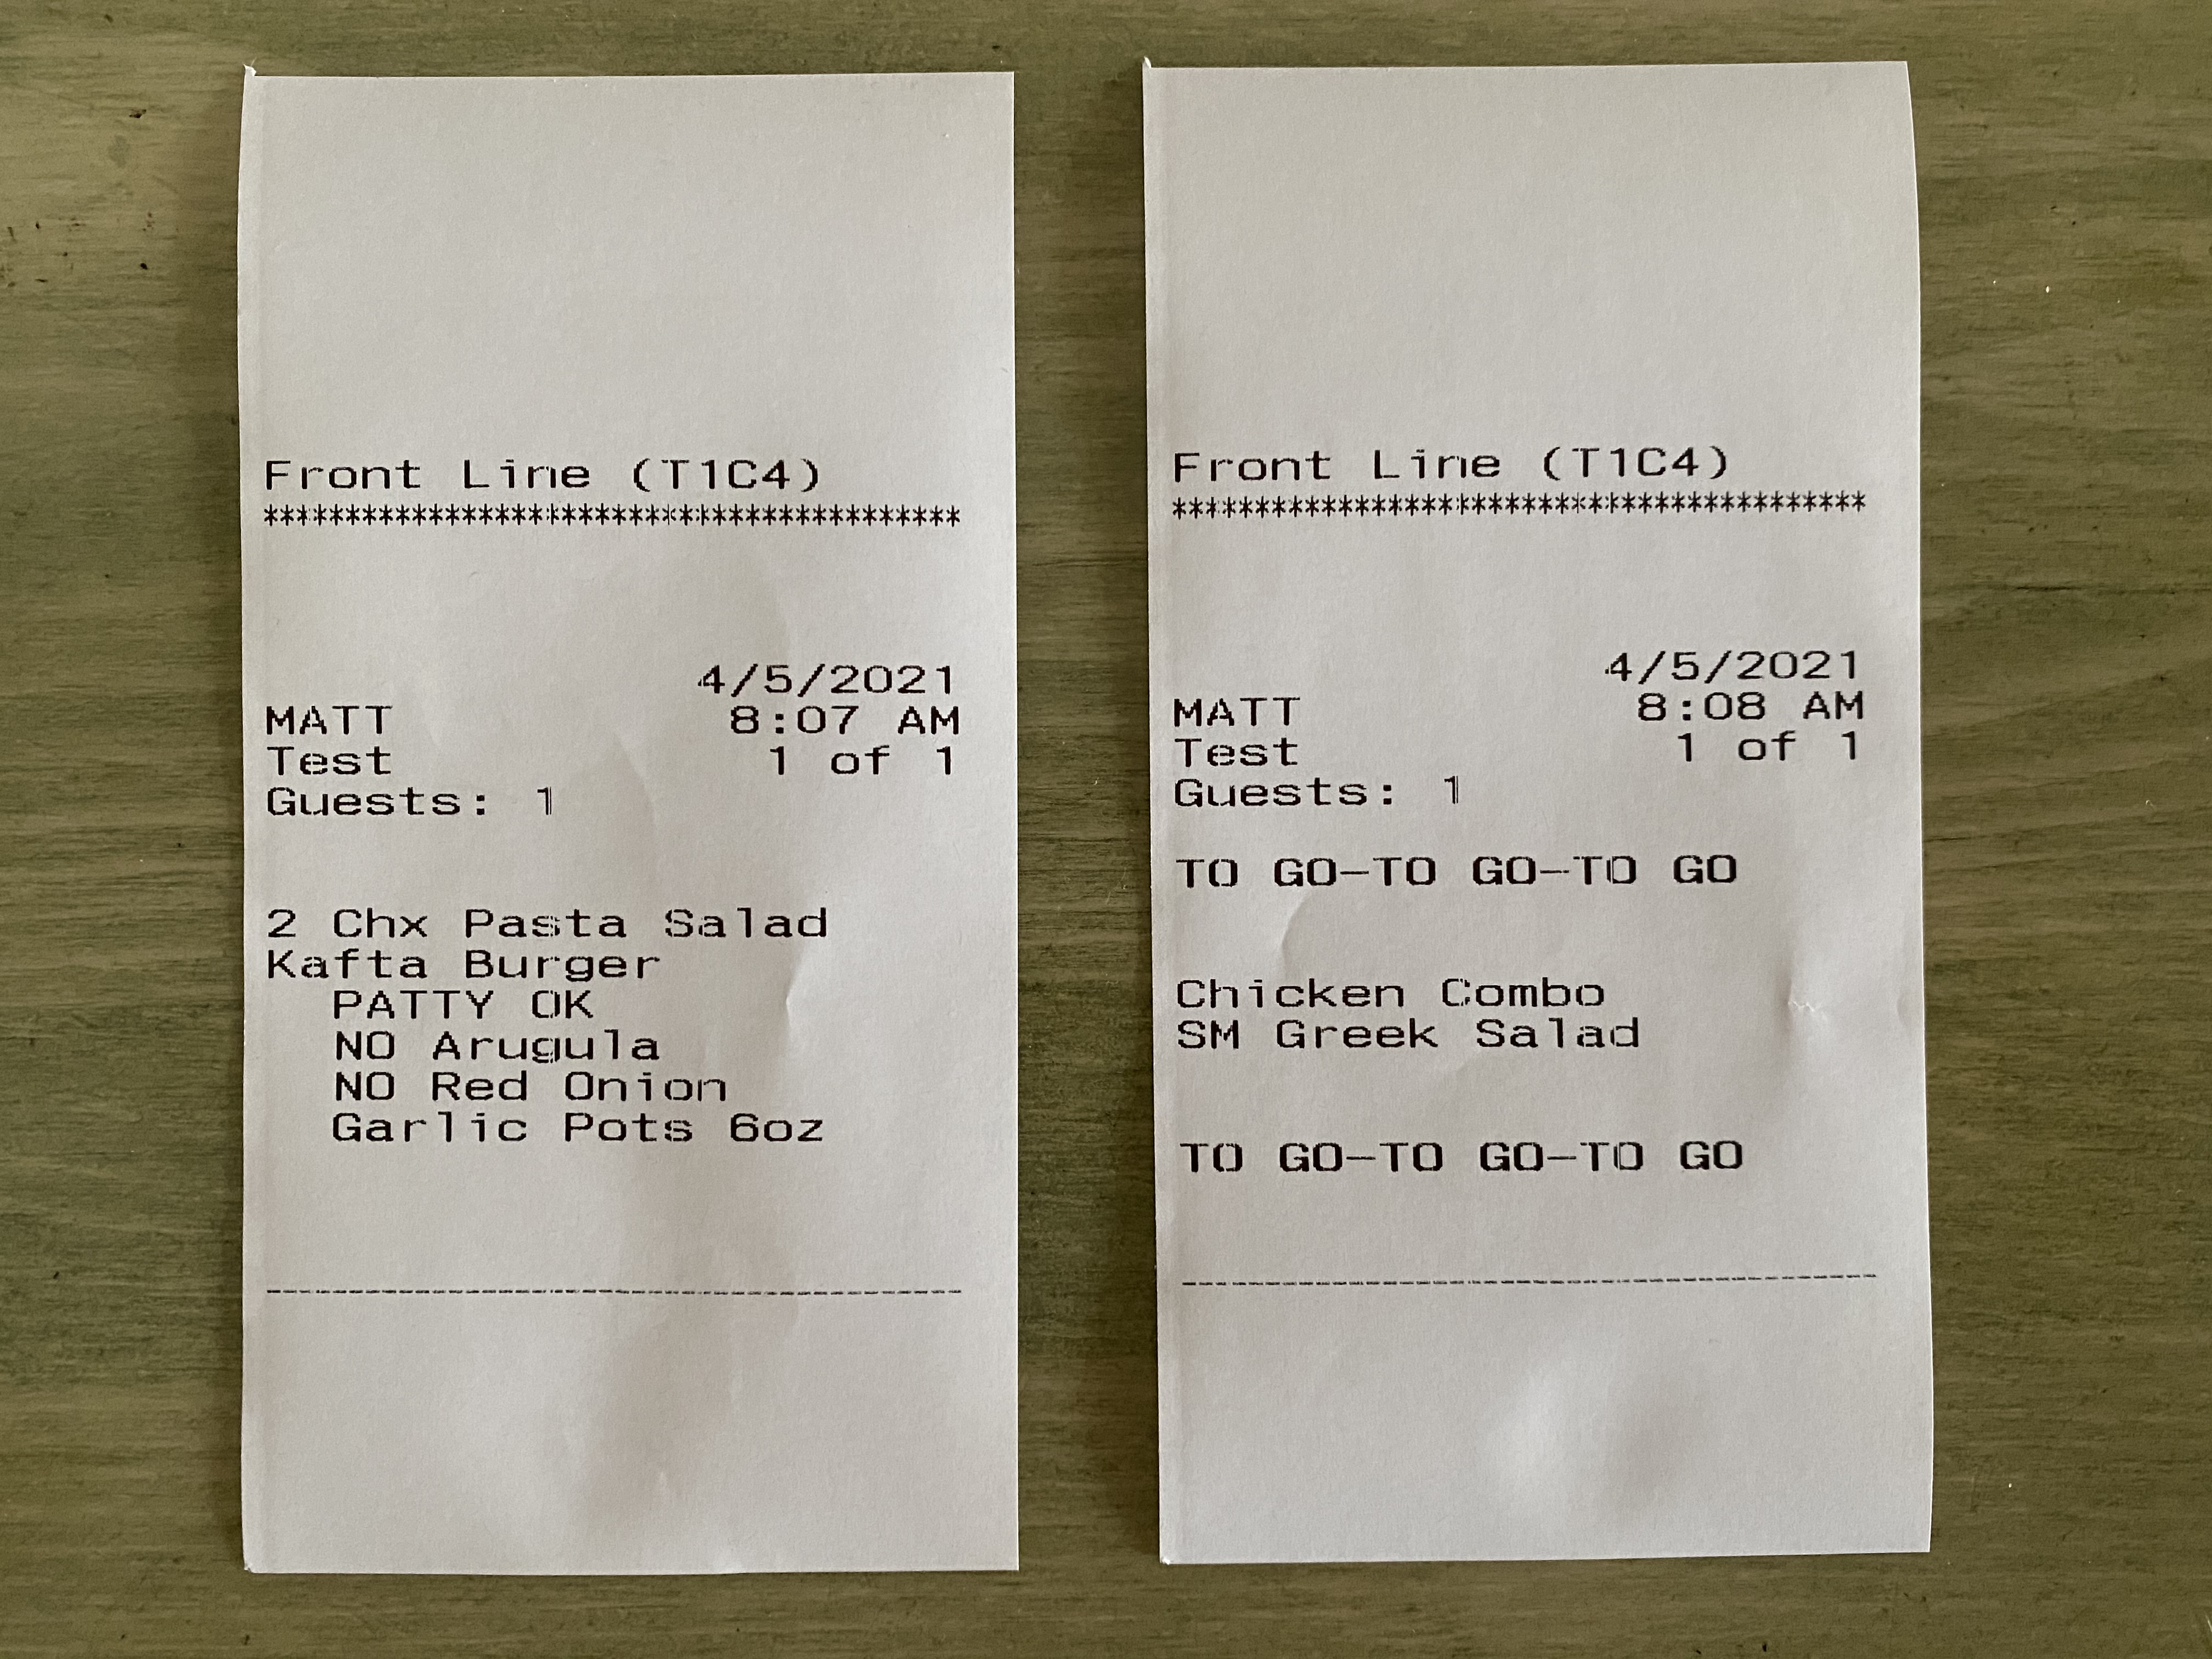 Front Line (T1C4)
******************************************
4/5/2021
MATT 8:07 AM
Test 1 of 1
Guests: 1
2 Chx Pasta Salad
Kafta Burger
PATTY OK
NO Arugula
NO Red Onion
Garlic Pots 6oz
------------------------------------------
Front Line (T1C4)
******************************************
4/5/2021
MATT 8:08 AM
Test 1 of 1
Guests: 1
TO GO-TO GO-TO GO
Chicken Combo
SM Greek Salad
TO GO-TO GO-TO GO
------------------------------------------